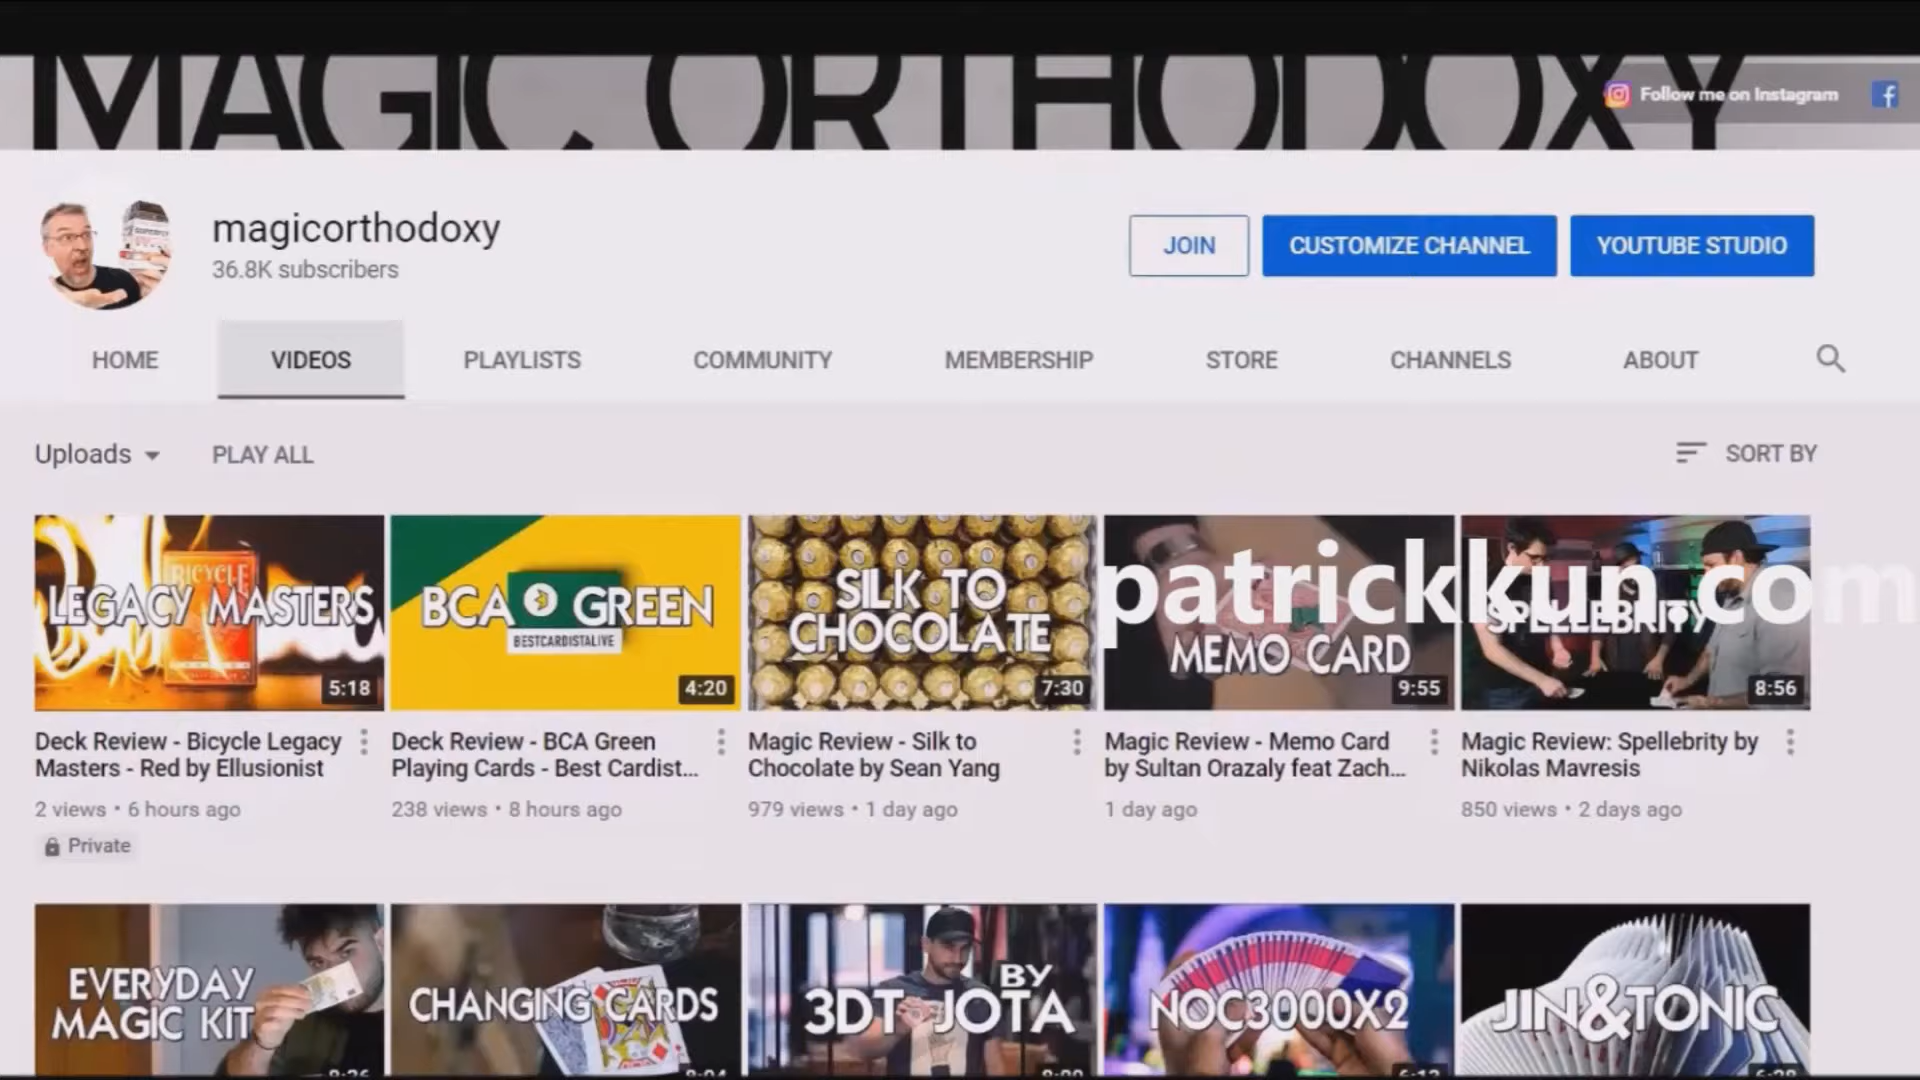 MAGIC ORTHODOXY
Follow me on Instagram
magicorthodoxy
36.8K subscribers
JOIN
CUSTOMIZE CHANNEL
YOUTUBE STUDIO
HOME
VIDEOS
PLAYLISTS
COMMUNITY
MEMBERSHIP
STORE
CHANNELS
ABOUT
Uploads
PLAY ALL
SORT BY
BICYCLE
LEGACY MASTERS
5:18
BCA GREEN
BESTCARDISTALIVE
4:20
SILK TO
CHOCOLATE
7:30
patrickkun.com
MEMO CARD
9:55
SPELLEBRITY
8:56
Deck Review - Bicycle Legacy
Masters - Red by Ellusionist
2 views • 6 hours ago
Private
Deck Review - BCA Green
Playing Cards - Best Cardist...
238 views • 8 hours ago
Magic Review - Silk to
Chocolate by Sean Yang
979 views • 1 day ago
Magic Review - Memo Card
by Sultan Orazaly feat Zach...
1 day ago
Magic Review: Spellebrity by
Nikolas Mavresis
850 views • 2 days ago
EVERYDAY
MAGIC KIT
CHANGING CARDS
BY
3DT JOTA
NOC3000X2
JIN&TONIC